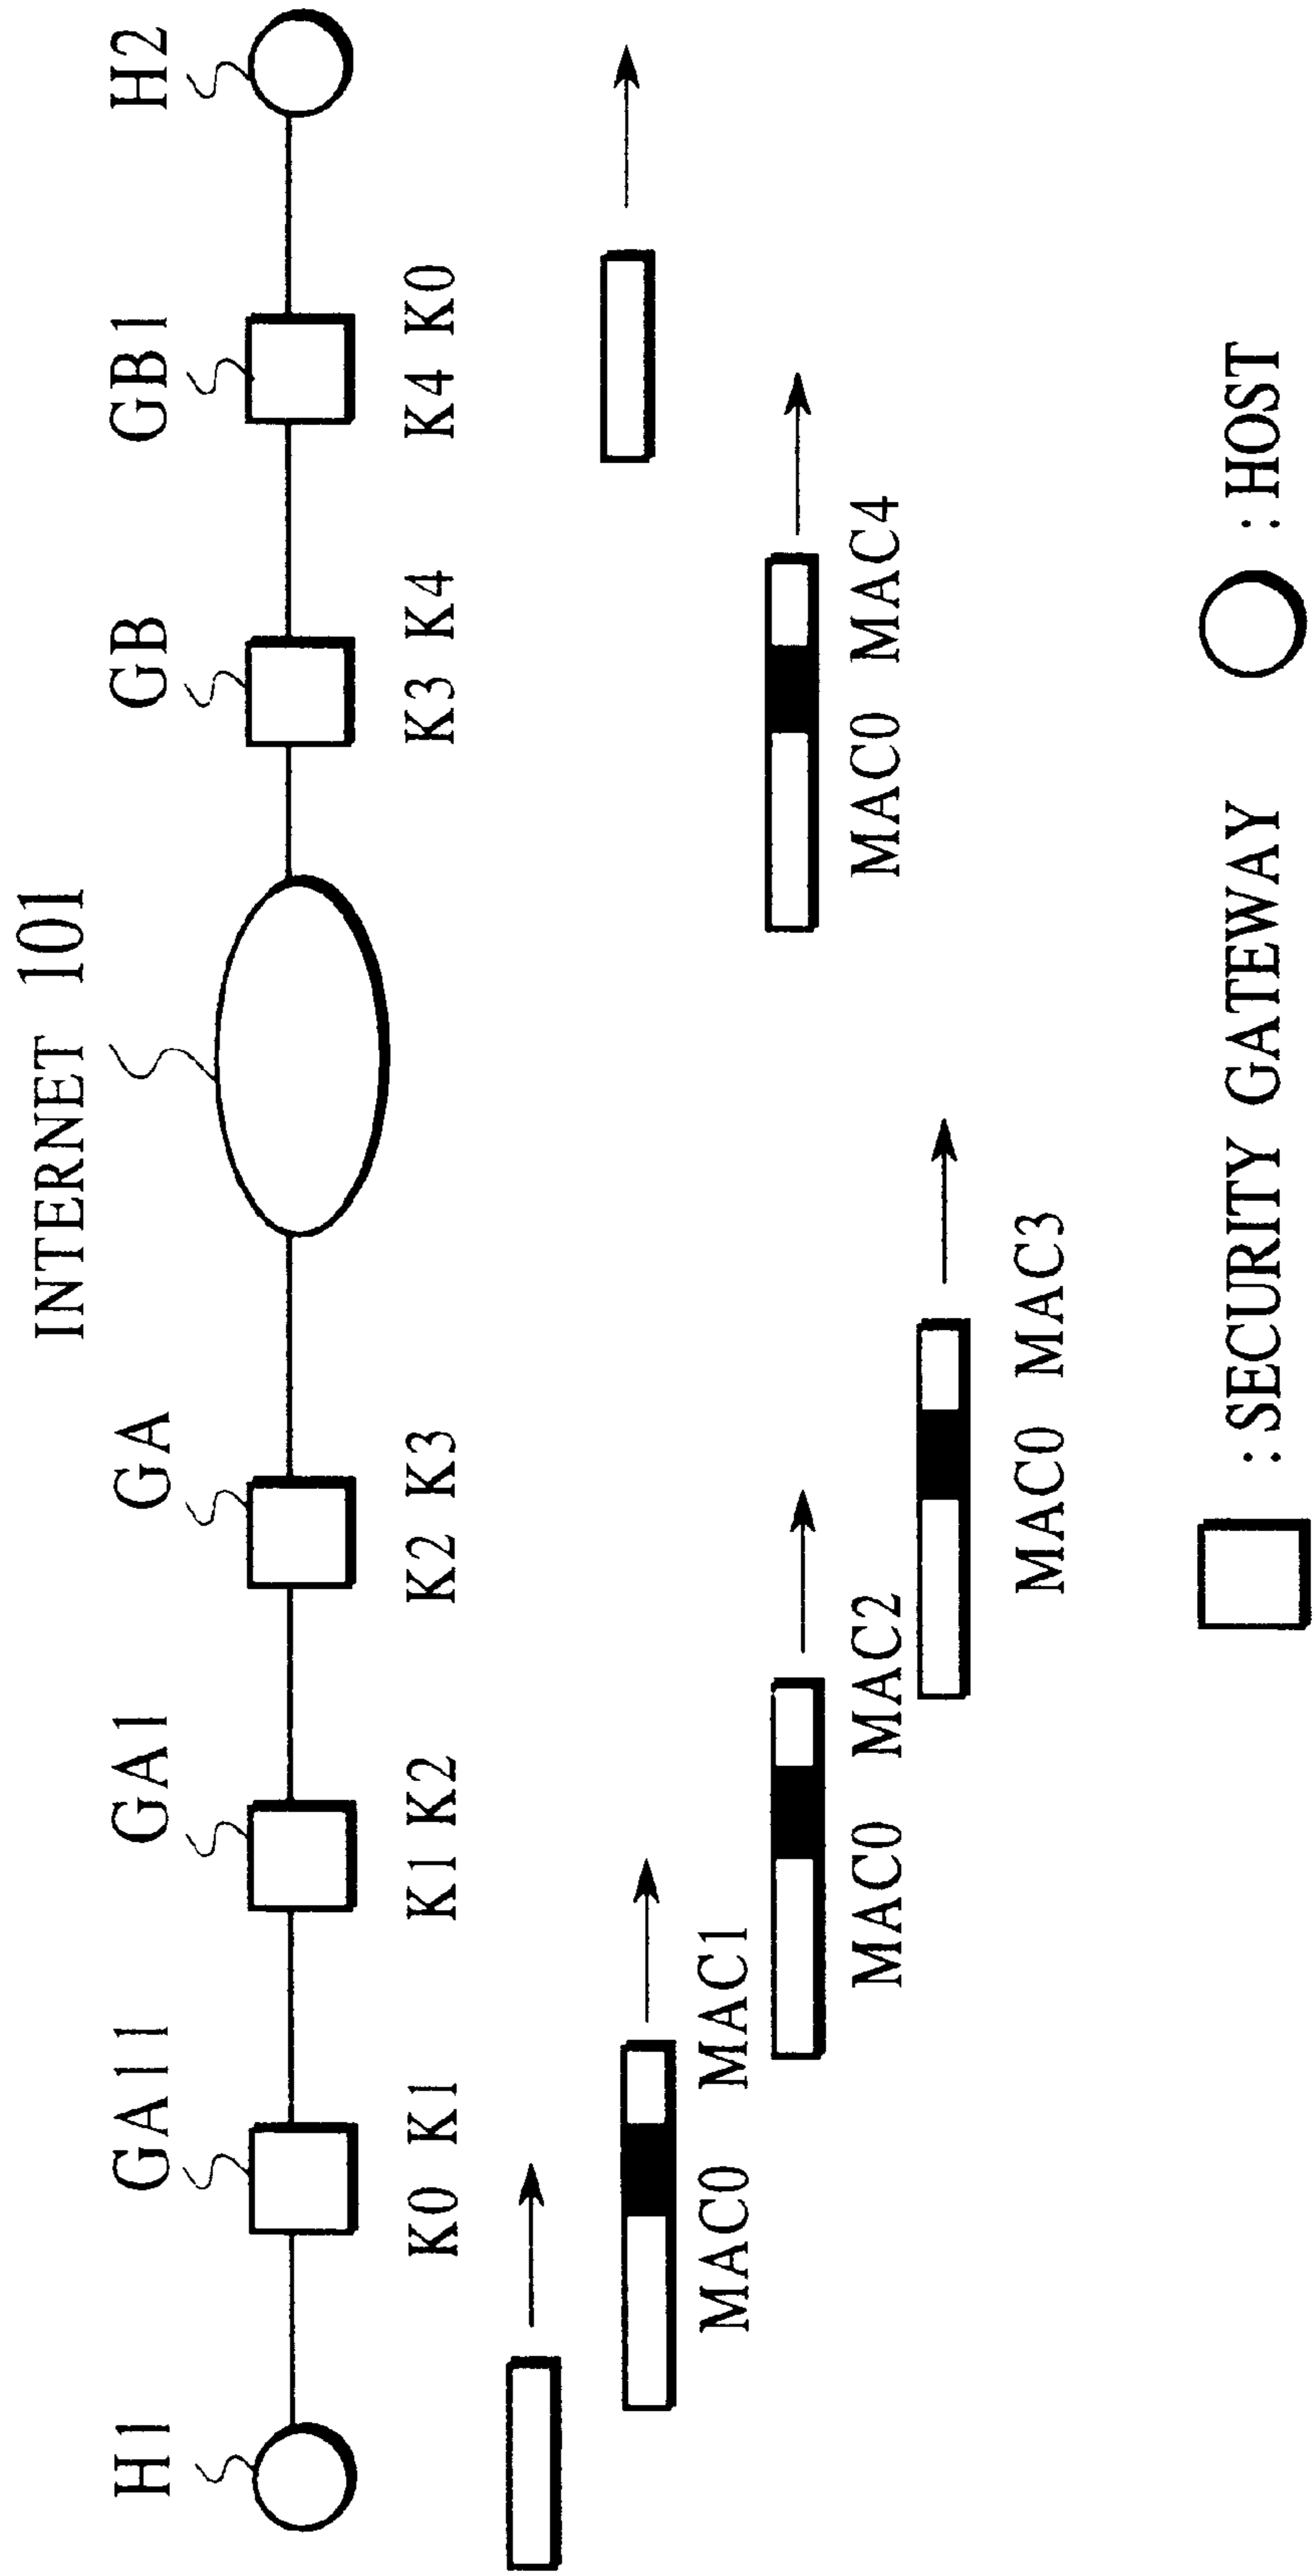 INTERNET 101
H1 GA11 GA1 GA GB GB1 H2
K0 K1 K1 K2 K2 K3 K3 K4 K4 K0
MAC0 MAC1
MAC0 MAC2 MAC0 MAC4
MAC0 MAC3
: SECURITY GATEWAY : HOST